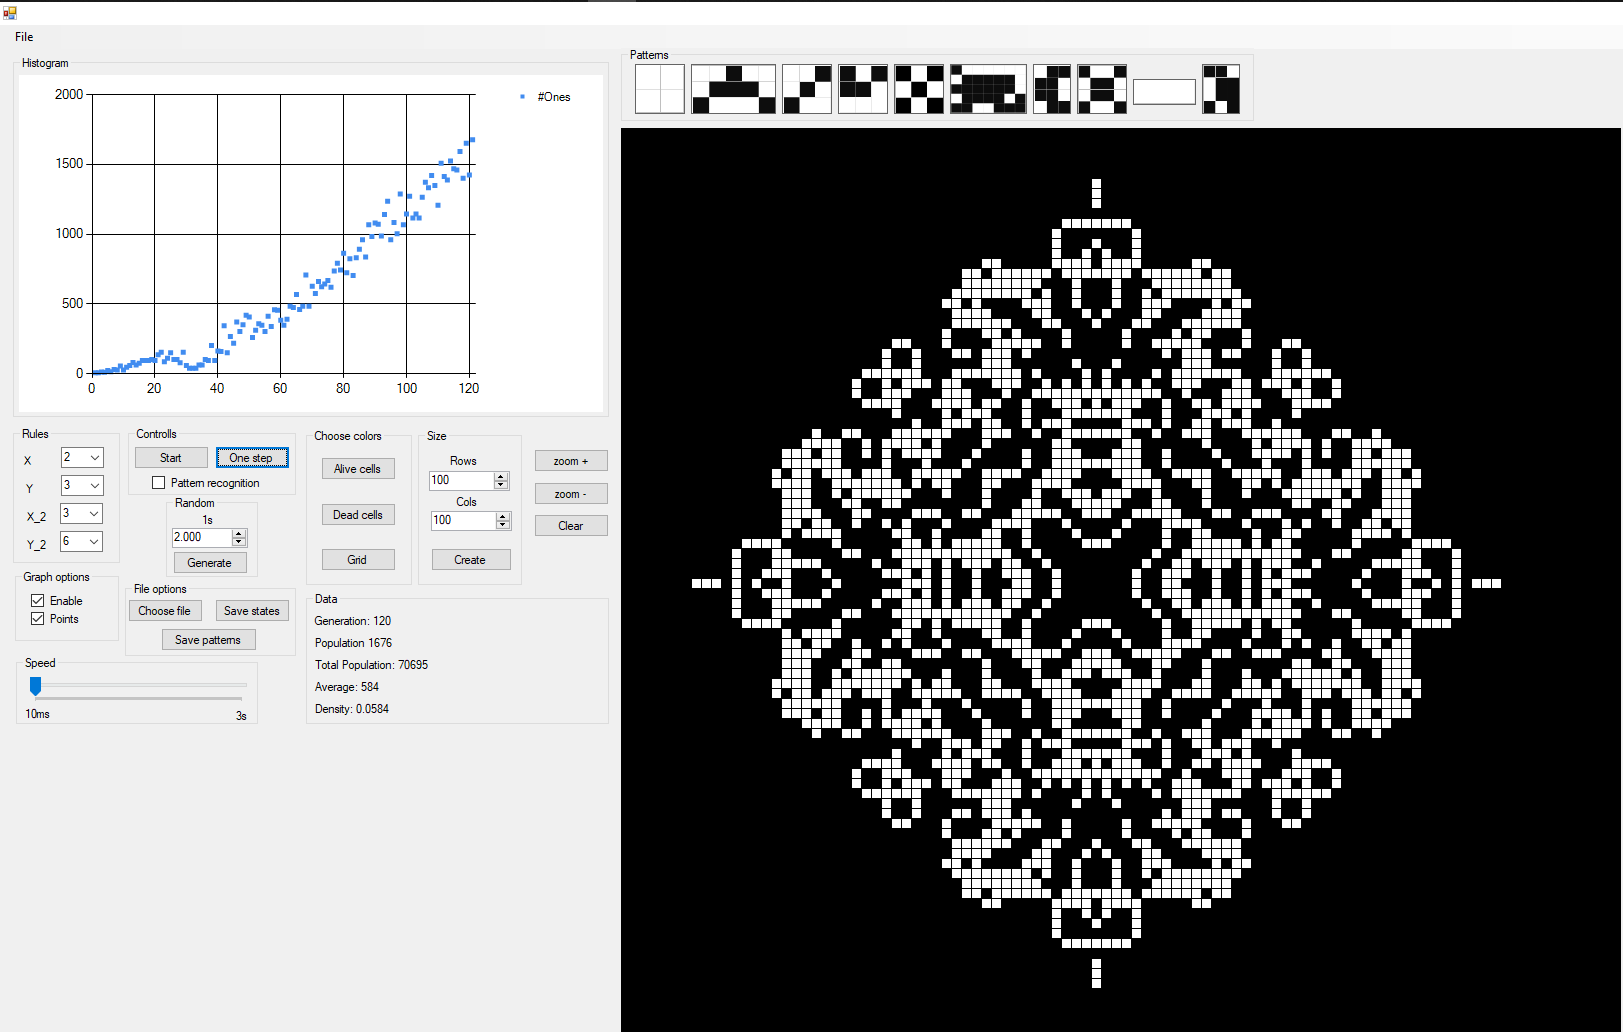 File
Histogram
2000
1500
1000
500
0
0 20 40 60 80 100 120
#Ones
Patterns
Rules
X 2
Y 3
X_2 3
Y_2 6
Controlls
Start One step
Pattern recognition
Random
1s
2.000
Generate
Choose colors
Alive cells
Dead cells
Grid
Size
Rows
100
Cols
100
Create
zoom +
zoom -
Clear
Graph options
Enable
Points
File options
Choose file Save states
Save patterns
Speed
10ms 3s
Data
Generation: 120
Population 1676
Total Population: 70695
Average: 584
Density: 0.0584